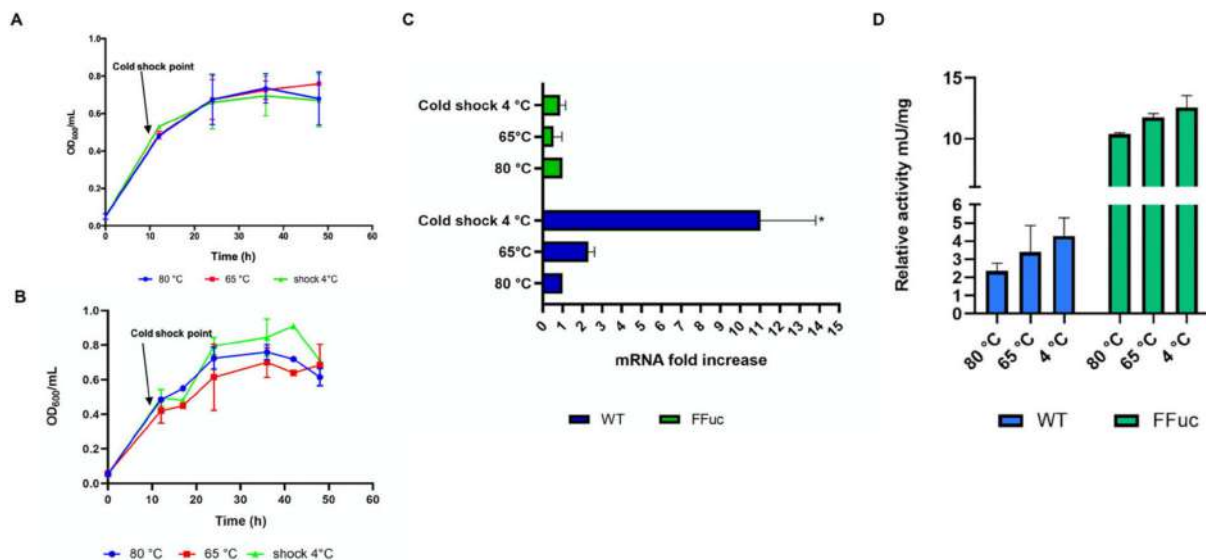 A
Cold shock point
OD600/mL
1.0
0.8
0.6
0.4
0.2
0.0
0 10 20 30 40 50 60
Time (h)
80 °C 65 °C shock 4°C
B
Cold shock point
OD600/mL
1.0
0.8
0.6
0.4
0.2
0.0
0 10 20 30 40 50 60
Time (h)
80 °C 65 °C shock 4°C
C
Cold shock 4 °C
65°C
80 °C
Cold shock 4 °C
*
65°C
80 °C
0 1 2 3 4 5 6 7 8 9 10 11 12 13 14 15
mRNA fold increase
WT FFuc
D
Relative activity mU/mg
15
10
6
5
4
3
2
1
0
80 °C 65 °C 4 °C 80 °C 65 °C 4 °C
WT FFuc